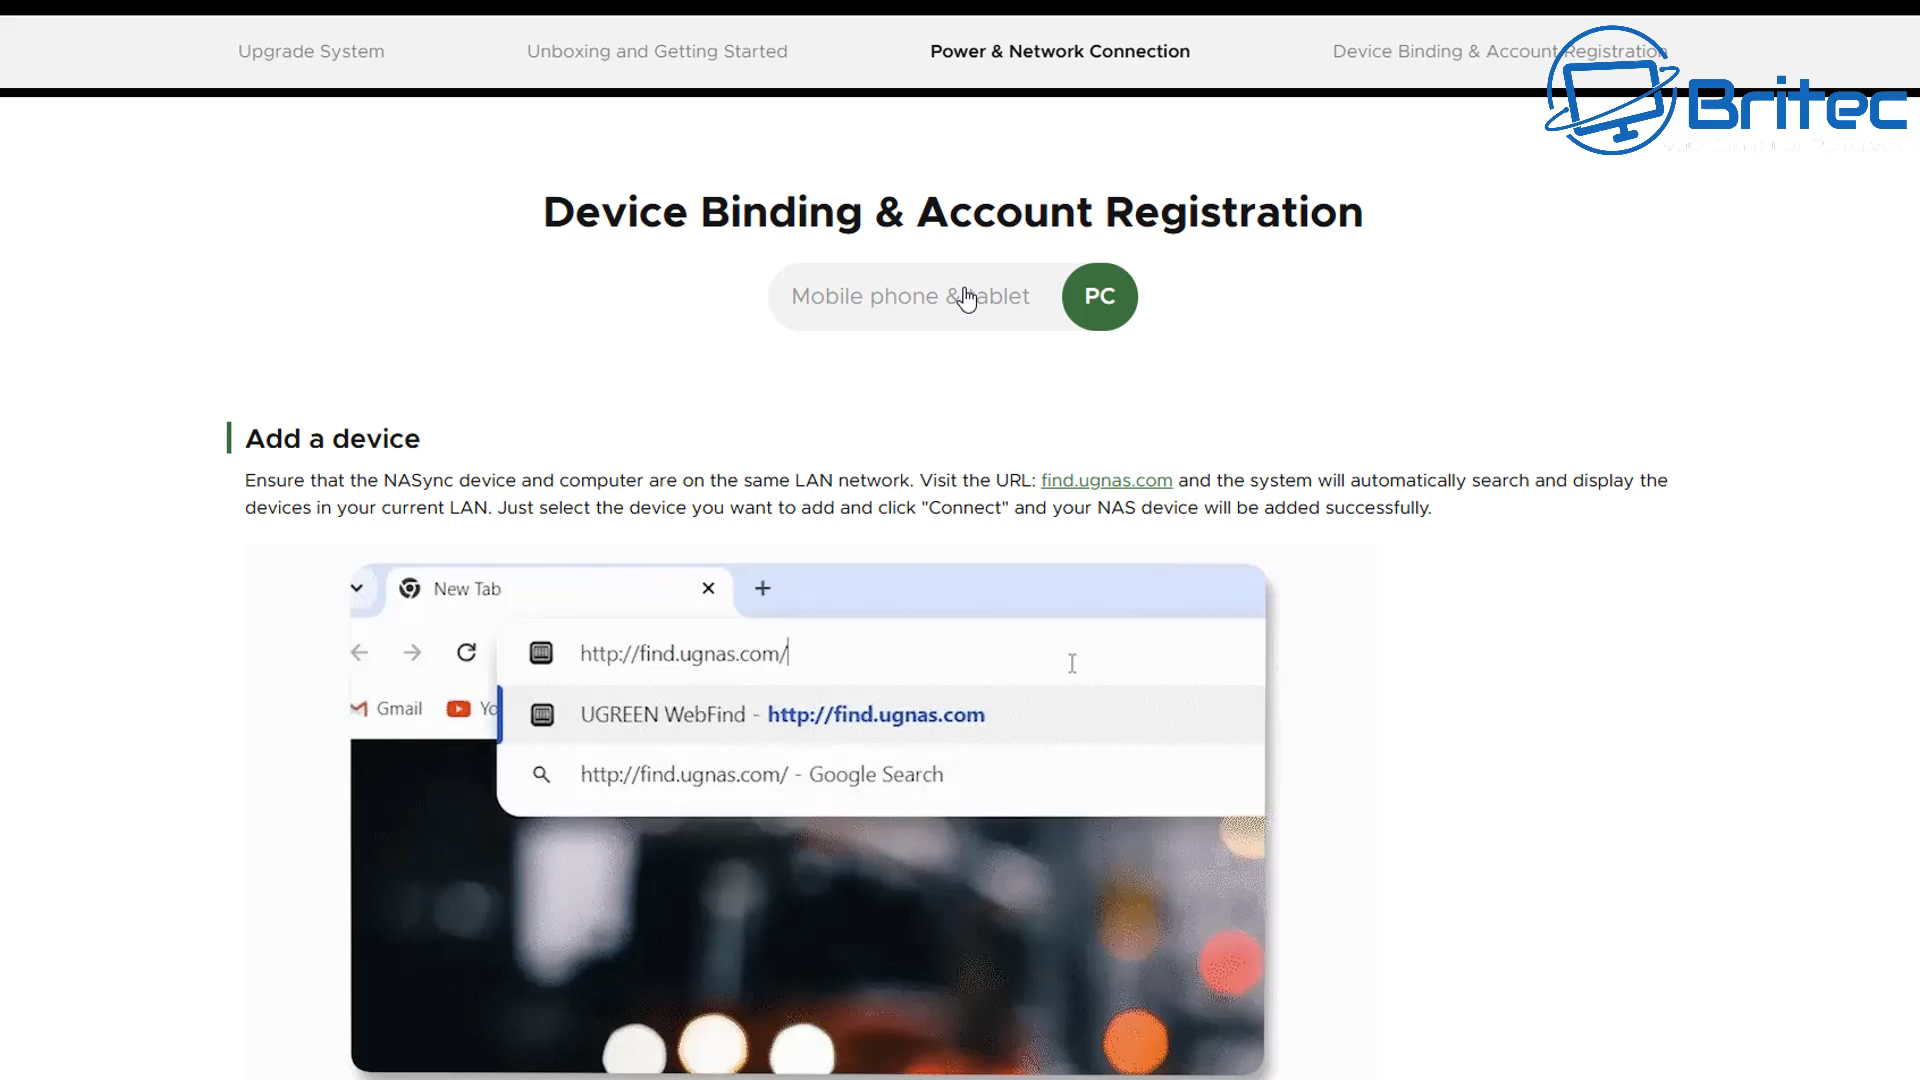 Upgrade System
Unboxing and Getting Started
Power & Network Connection
Device Binding & Account Registration
Britec
Device Binding & Account Registration
Mobile phone & tablet
PC
Add a device
Ensure that the NASync device and computer are on the same LAN network. Visit the URL: find.ugnas.com and the system will automatically search and display the
devices in your current LAN. Just select the device you want to add and click "Connect" and your NAS device will be added successfully.
New Tab
http://find.ugnas.com/
Gmail
UGREEN WebFind - http://find.ugnas.com
http://find.ugnas.com/ - Google Search